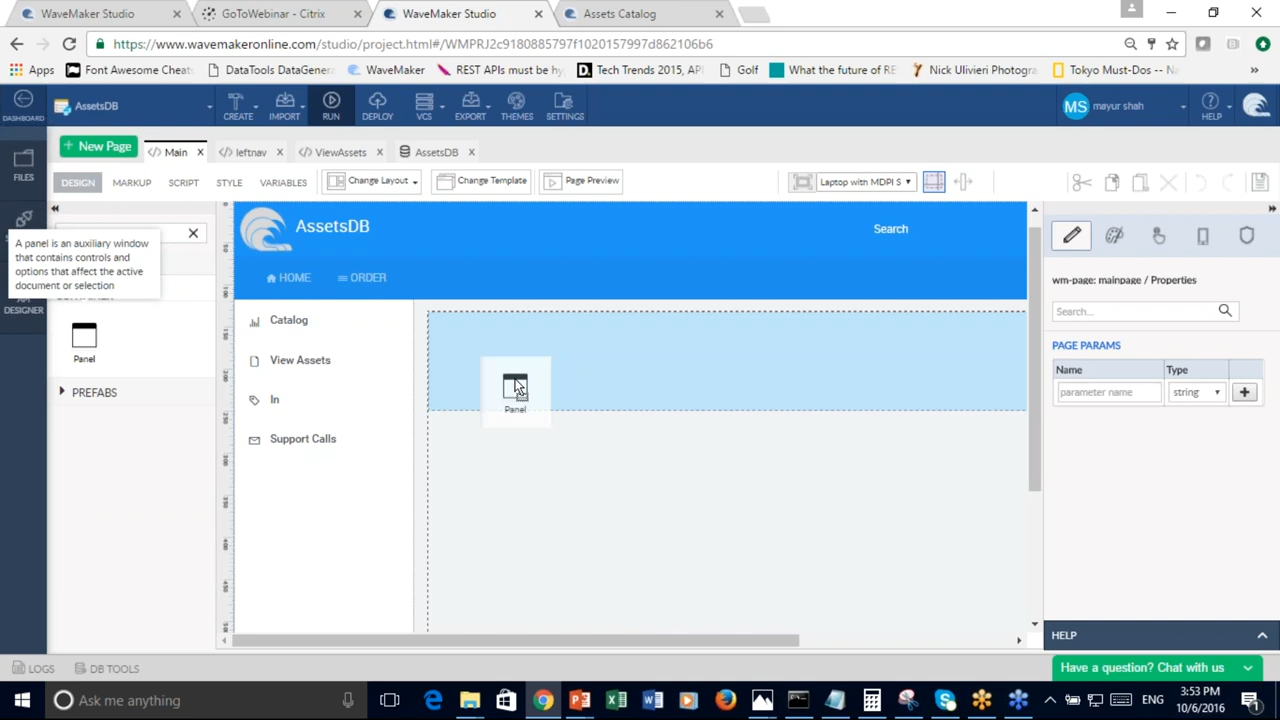 WaveMaker Studio
GoToWebinar - Citrix
WaveMaker Studio
Assets Catalog
https://www.wavemakeronline.com/studio/project.html#/WMPRJ2c9180885797f1020157997d862106b6
Apps
Font Awesome Cheats
DataTools DataGenera
WaveMaker
REST APIs must be hy
Tech Trends 2015, API
Golf
What the future of RE
Nick Ulivieri Photogra
Tokyo Must-Dos -- Na
»
DASHBOARD
AssetsDB
CREATE
IMPORT
RUN
DEPLOY
VCS
EXPORT
THEMES
SETTINGS
MS
mayur shah
HELP
FILES
+ New Page
Main
leftnav
ViewAssets
AssetsDB
DESIGN
MARKUP
SCRIPT
STYLE
VARIABLES
Change Layout
Change Template
Page Preview
Laptop with MDPI S
A panel is an auxiliary window
that contains controls and
options that affect the active
document or selection
DESIGNER
Panel
PREFABS
AssetsDB
Search
HOME
ORDER
Catalog
View Assets
In
Support Calls
Panel
wm-page: mainpage / Properties
Search...
PAGE PARAMS
Name
Type
parameter name
string
HELP
LOGS
DB TOOLS
Have a question? Chat with us
Ask me anything
ENG
3:53 PM
10/6/2016